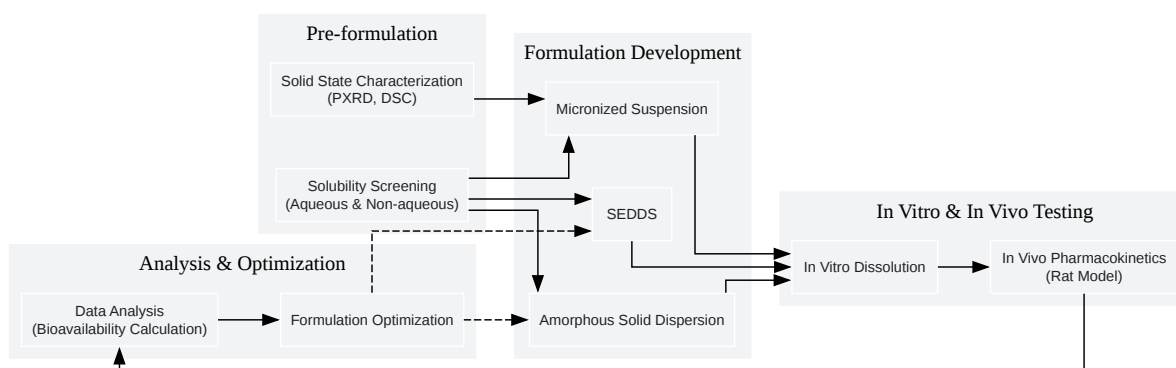 Pre-formulation
Solid State Characterization
(PXRD, DSC)
Solubility Screening
(Aqueous & Non-aqueous)
Formulation Development
Micronized Suspension
SEDDS
Amorphous Solid Dispersion
In Vitro & In Vivo Testing
In Vitro Dissolution
In Vivo Pharmacokinetics
(Rat Model)
Analysis & Optimization
Data Analysis
(Bioavailability Calculation)
Formulation Optimization